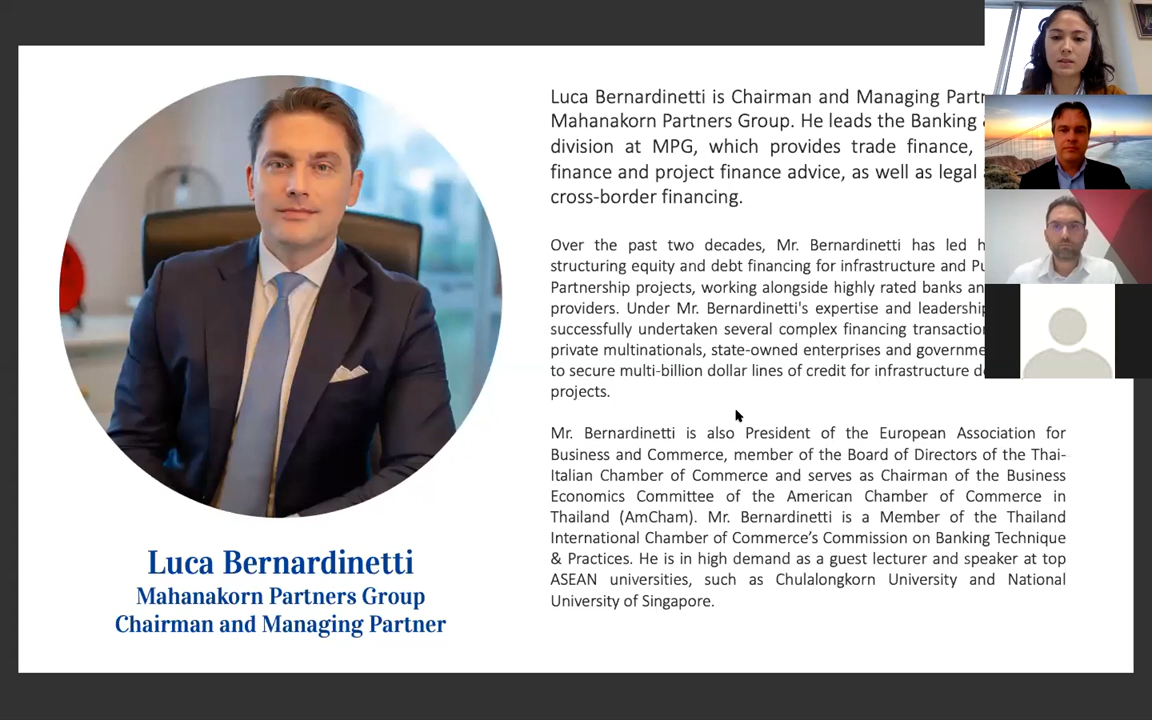 Luca Bernardinetti is Chairman and Managing
Mahanakorn Partners Group. He leads the Banking
division at MPG, which provides trade finance,
finance and project finance advice, as well as legal
cross-border financing.
Over the past two decades, Mr. Bernardinetti has led
structuring equity and debt financing for infrastructure and
Partnership projects, working alongside highly rated banks
providers. Under Mr. Bernardinetti's expertise and
successfully undertaken several complex financing
private multinationals, state-owned enterprises and
to secure multi-billion dollar lines of credit for infrastructure
projects.
Mr. Bernardinetti is also President of the European Association for
Business and Commerce, member of the Board of Directors of the Thai-
Italian Chamber of Commerce and serves as Chairman of the Business
Economics Committee of the American Chamber of Commerce in
Thailand (AmCham). Mr. Bernardinetti is a Member of the Thailand
International Chamber of Commerce’s Commission on Banking Technique
& Practices. He is in high demand as a guest lecturer and speaker at top
ASEAN universities, such as Chulalongkorn University and National
University of Singapore.
Luca Bernardinetti
Mahanakorn Partners Group
Chairman and Managing Partner